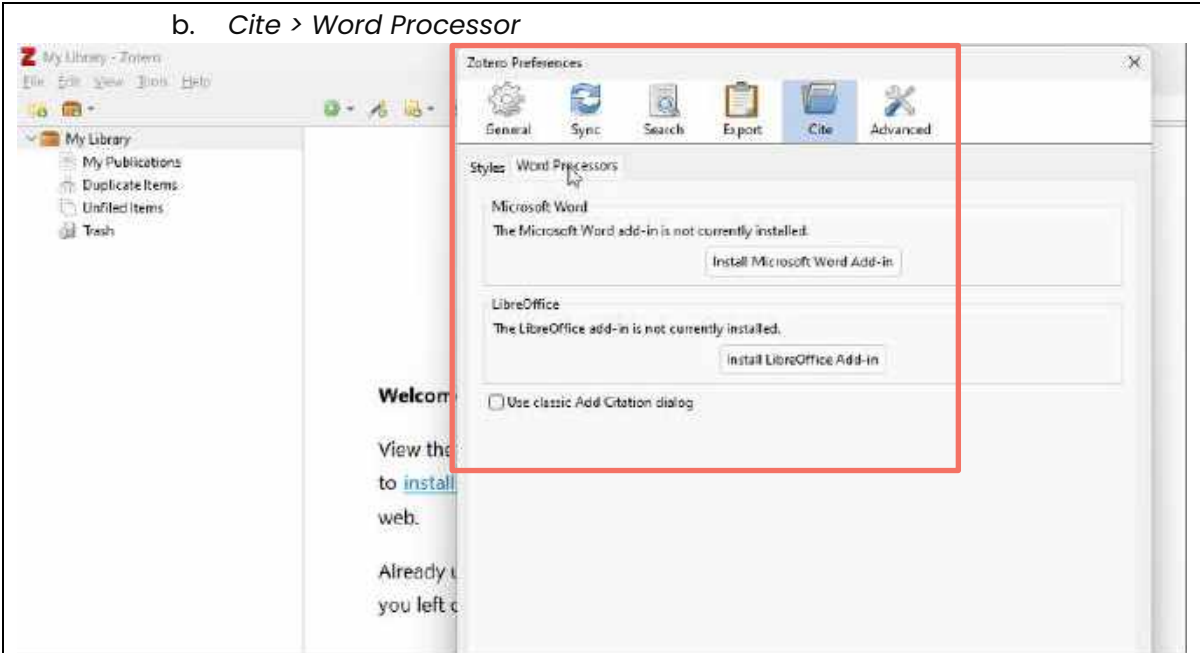 b. Cite > Word Processor
My Library - Zotero
File Edit View Tools Help
My Library
My Publications
Duplicate Items
Unfiled Items
Trash
Welcom
View the
to install
web.
Already u
you left o
Zotero Preferences
General Sync Search Export Cite Advanced
Styles Word Processors
Microsoft Word
The Microsoft Word add-in is not currently installed.
Install Microsoft Word Add-in
LibreOffice
The LibreOffice add-in is not currently installed.
Install LibreOffice Add-in
Use classic Add Citation dialog